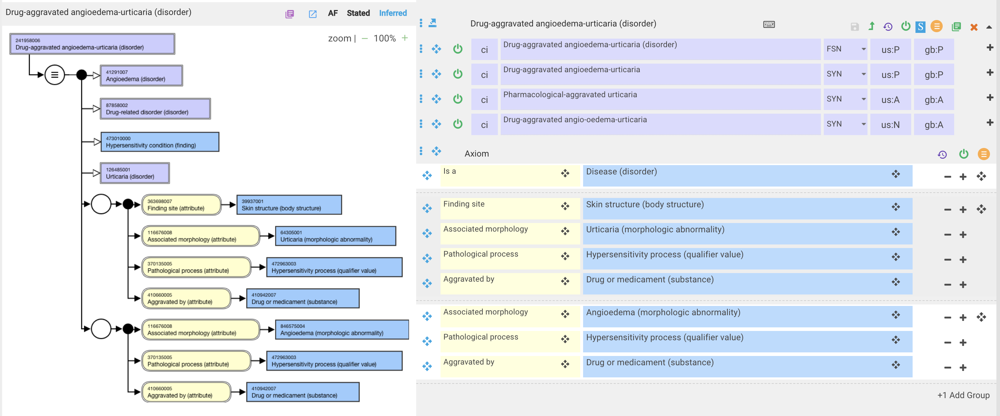 Drug-aggravated angioedema-urticaria (disorder)
AF Stated Inferred
zoom | − 100% +
241958006
Drug-aggravated angioedema-urticaria (disorder)
41291007
Angioedema (disorder)
87858002
Drug-related disorder (disorder)
473010000
Hypersensitivity condition (finding)
126485001
Urticaria (disorder)
363698007
Finding site (attribute)
39937001
Skin structure (body structure)
116676008
Associated morphology (attribute)
64305001
Urticaria (morphologic abnormality)
370135005
Pathological process (attribute)
472963003
Hypersensitivity process (qualifier value)
410660005
Aggravated by (attribute)
410942007
Drug or medicament (substance)
116676008
Associated morphology (attribute)
846575004
Angioedema (morphologic abnormality)
370135005
Pathological process (attribute)
472963003
Hypersensitivity process (qualifier value)
410660005
Aggravated by (attribute)
410942007
Drug or medicament (substance)
Drug-aggravated angioedema-urticaria (disorder)
S
ci Drug-aggravated angioedema-urticaria (disorder) FSN us:P gb:P
ci Drug-aggravated angioedema-urticaria SYN us:P gb:P
ci Pharmacological-aggravated urticaria SYN us:A gb:A
ci Drug-aggravated angio-oedema-urticaria SYN us:N gb:A
Axiom
Is a Disease (disorder)
Finding site Skin structure (body structure)
Associated morphology Urticaria (morphologic abnormality)
Pathological process Hypersensitivity process (qualifier value)
Aggravated by Drug or medicament (substance)
Associated morphology Angioedema (morphologic abnormality)
Pathological process Hypersensitivity process (qualifier value)
Aggravated by Drug or medicament (substance)
+1 Add Group